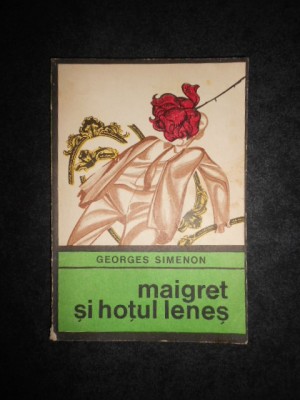 GEORGES SIMENON
maigret
și hoțul leneș